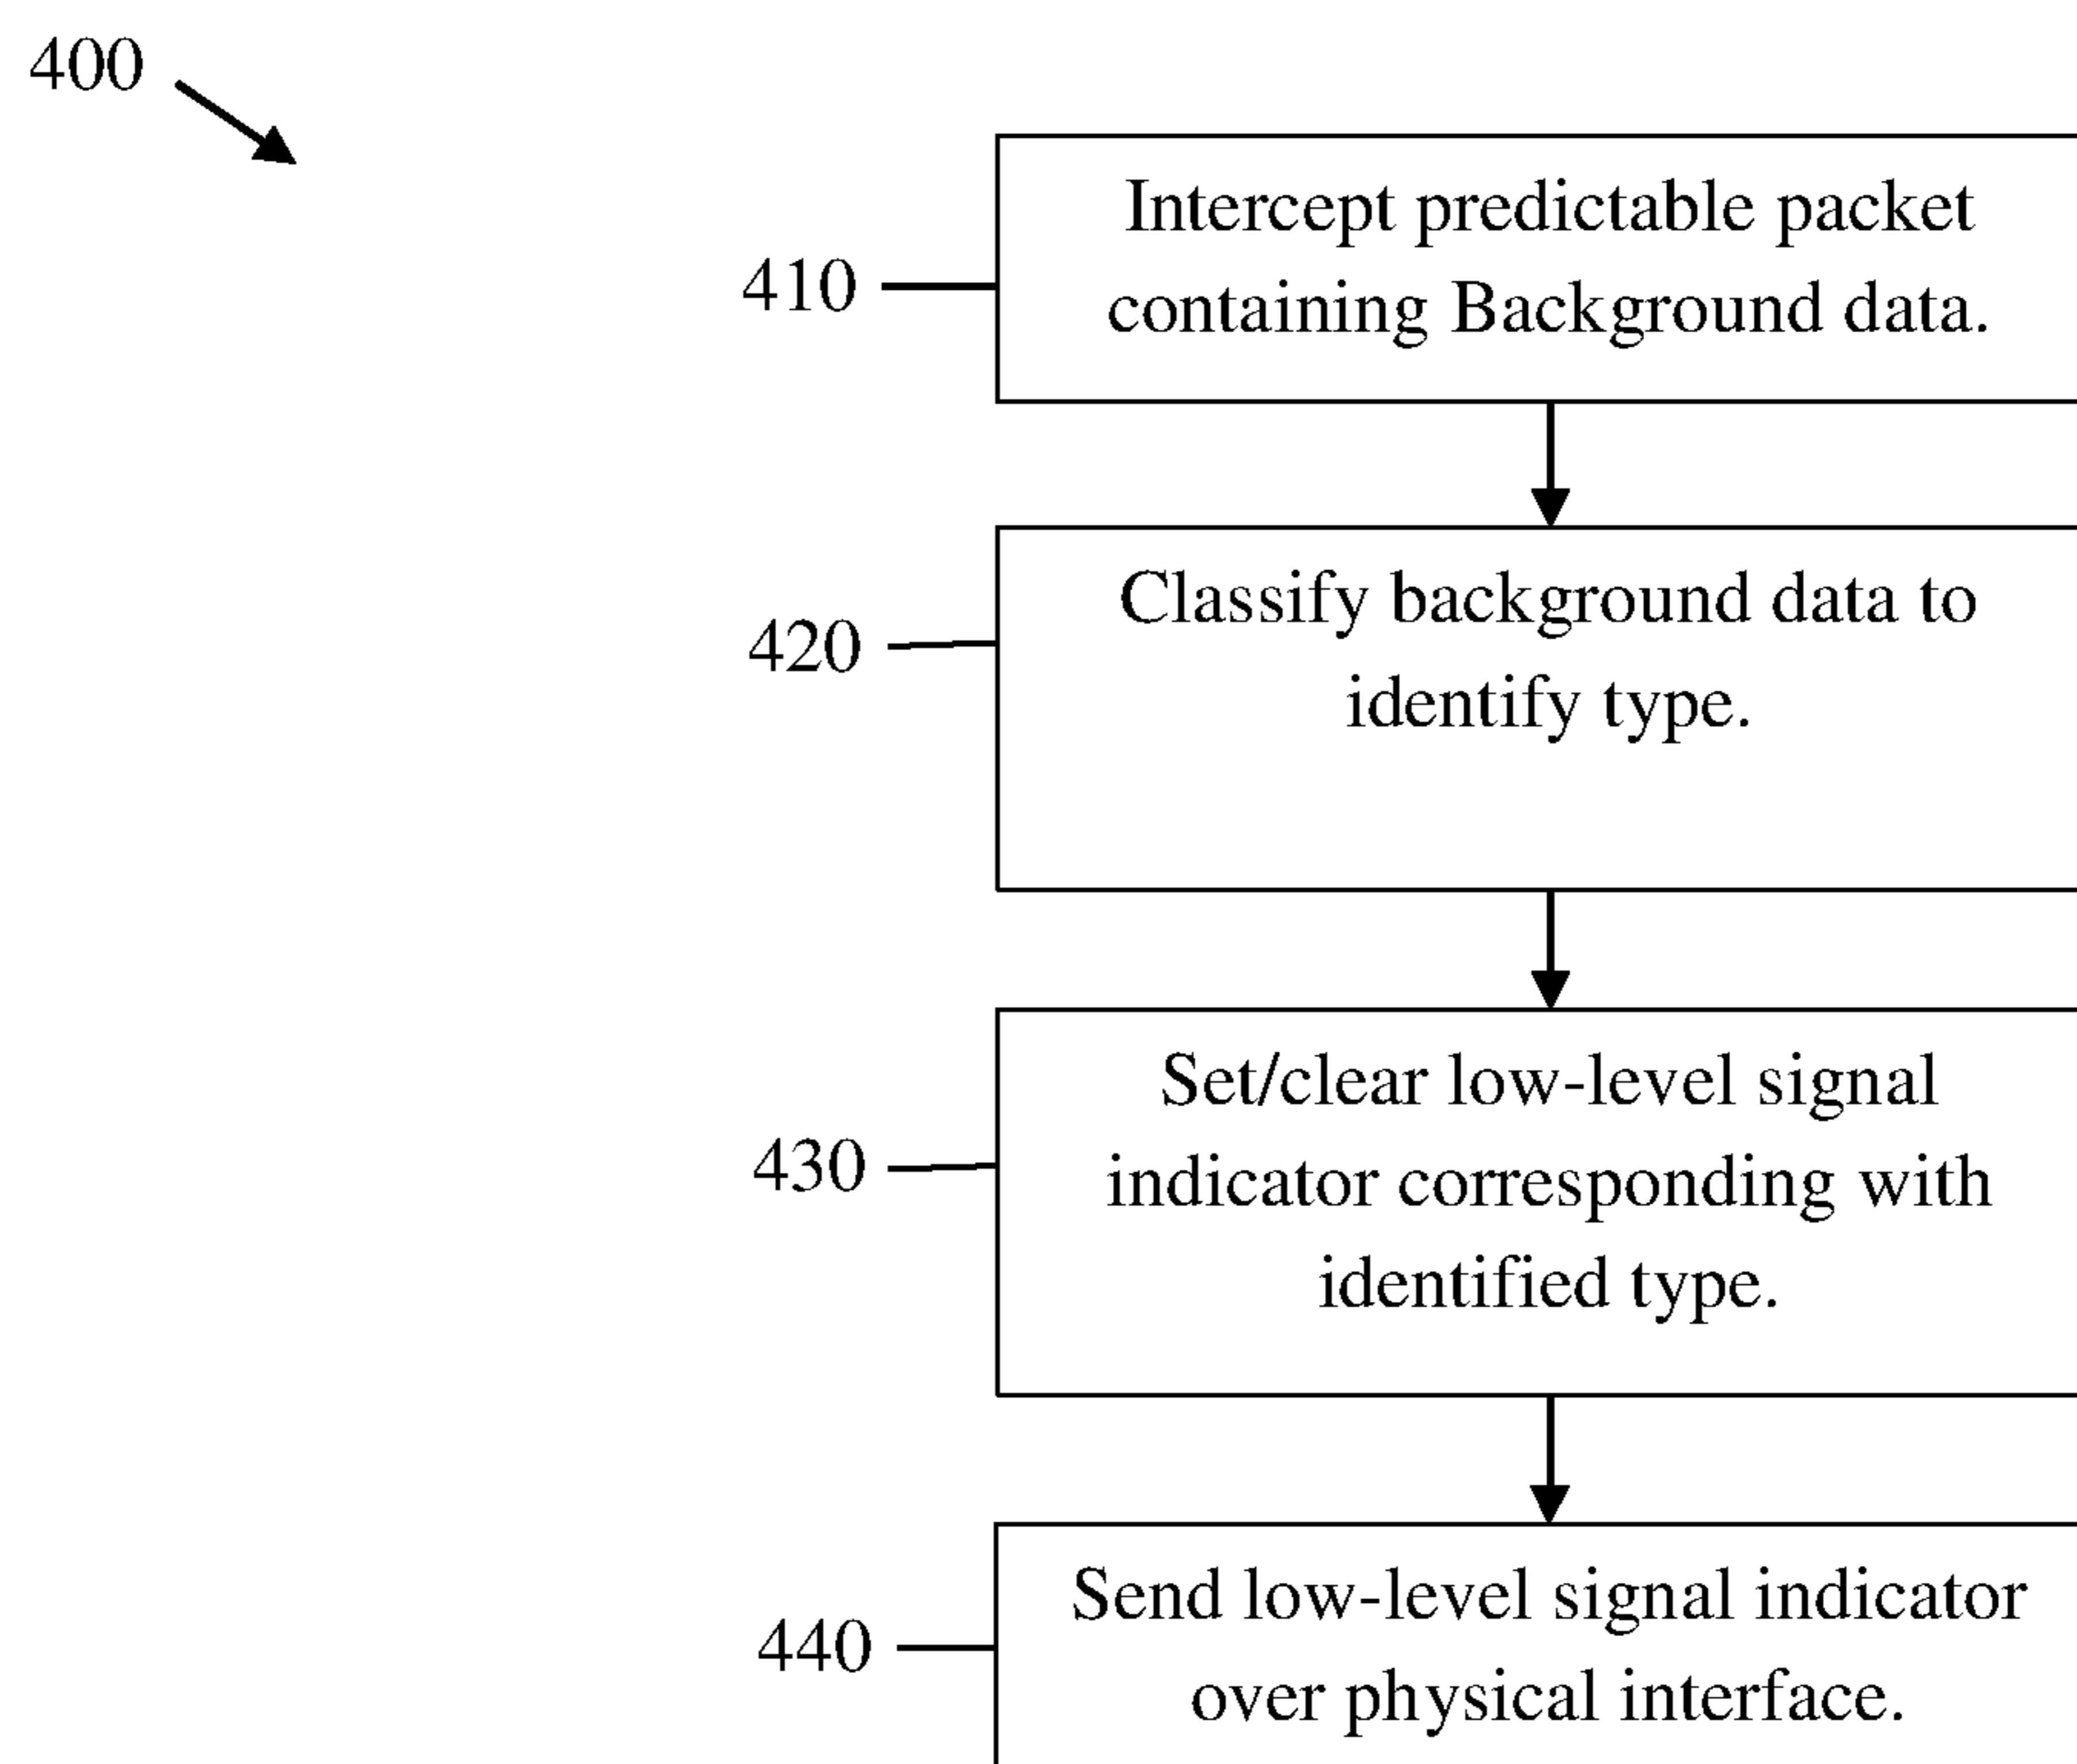 400
Intercept predictable packet
410
containing Background data.
Classify background data to
420
identify type.
Set/clear low-level signal
430
indicator corresponding with
identified type.
Send low-level signal indicator
440
over physical interface.